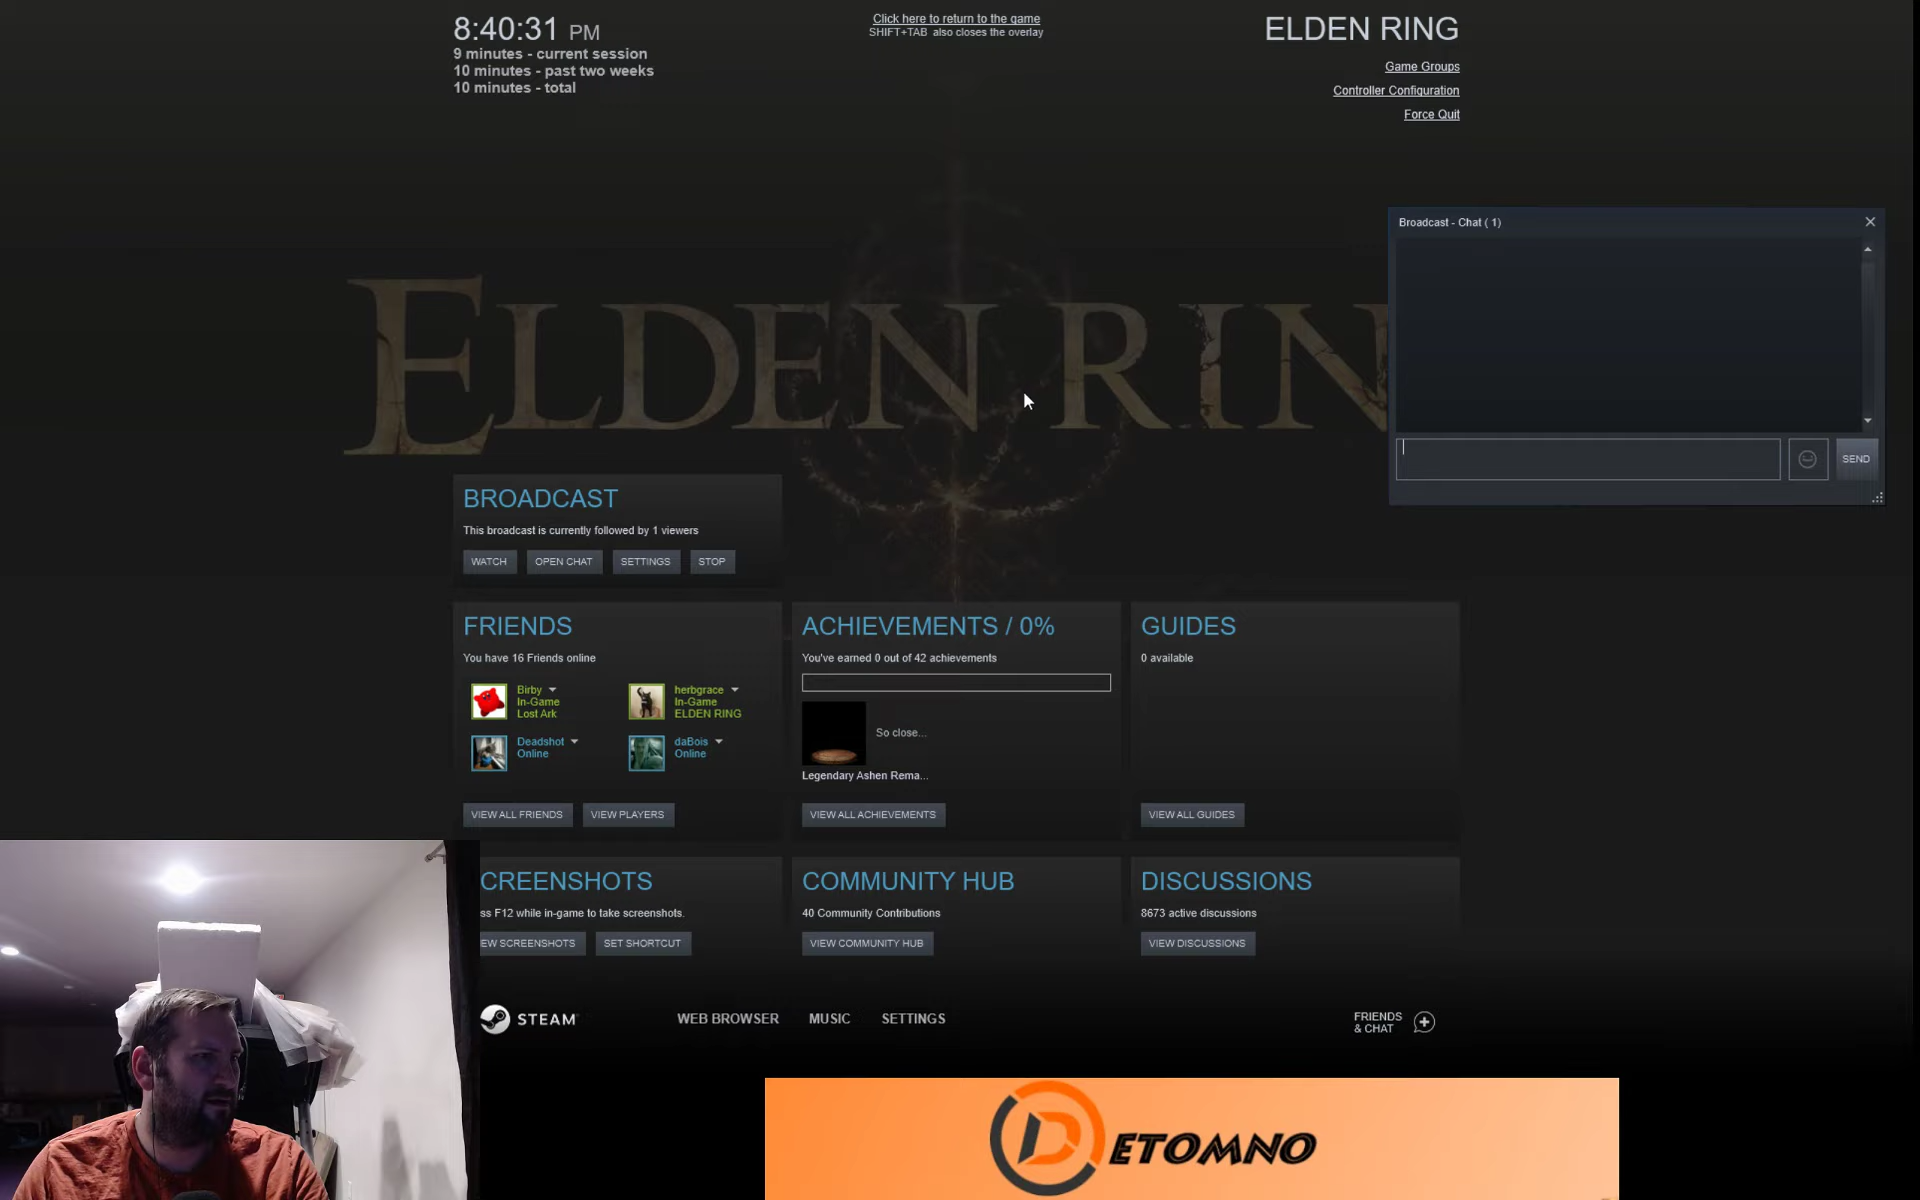 8:40:31 PM
9 minutes - current session
10 minutes - past two weeks
10 minutes - total
Click here to return to the game
SHIFT+TAB also closes the overlay
ELDEN RING
Game Groups
Controller Configuration
Force Quit
Broadcast - Chat ( 1)
SEND
ELDEN RIN
BROADCAST
This broadcast is currently followed by 1 viewers
WATCH OPEN CHAT SETTINGS STOP
FRIENDS
You have 16 Friends online
Birby
In-Game
Lost Ark
herbgrace
In-Game
ELDEN RING
Deadshot
Online
daBois
Online
VIEW ALL FRIENDS VIEW PLAYERS
ACHIEVEMENTS / 0%
You've earned 0 out of 42 achievements
So close...
Legendary Ashen Rema...
VIEW ALL ACHIEVEMENTS
GUIDES
0 available
VIEW ALL GUIDES
CREENSHOTS
ss F12 while in-game to take screenshots.
EW SCREENSHOTS SET SHORTCUT
COMMUNITY HUB
40 Community Contributions
VIEW COMMUNITY HUB
DISCUSSIONS
8673 active discussions
VIEW DISCUSSIONS
STEAM
WEB BROWSER MUSIC SETTINGS
FRIENDS
& CHAT
DETOMNO